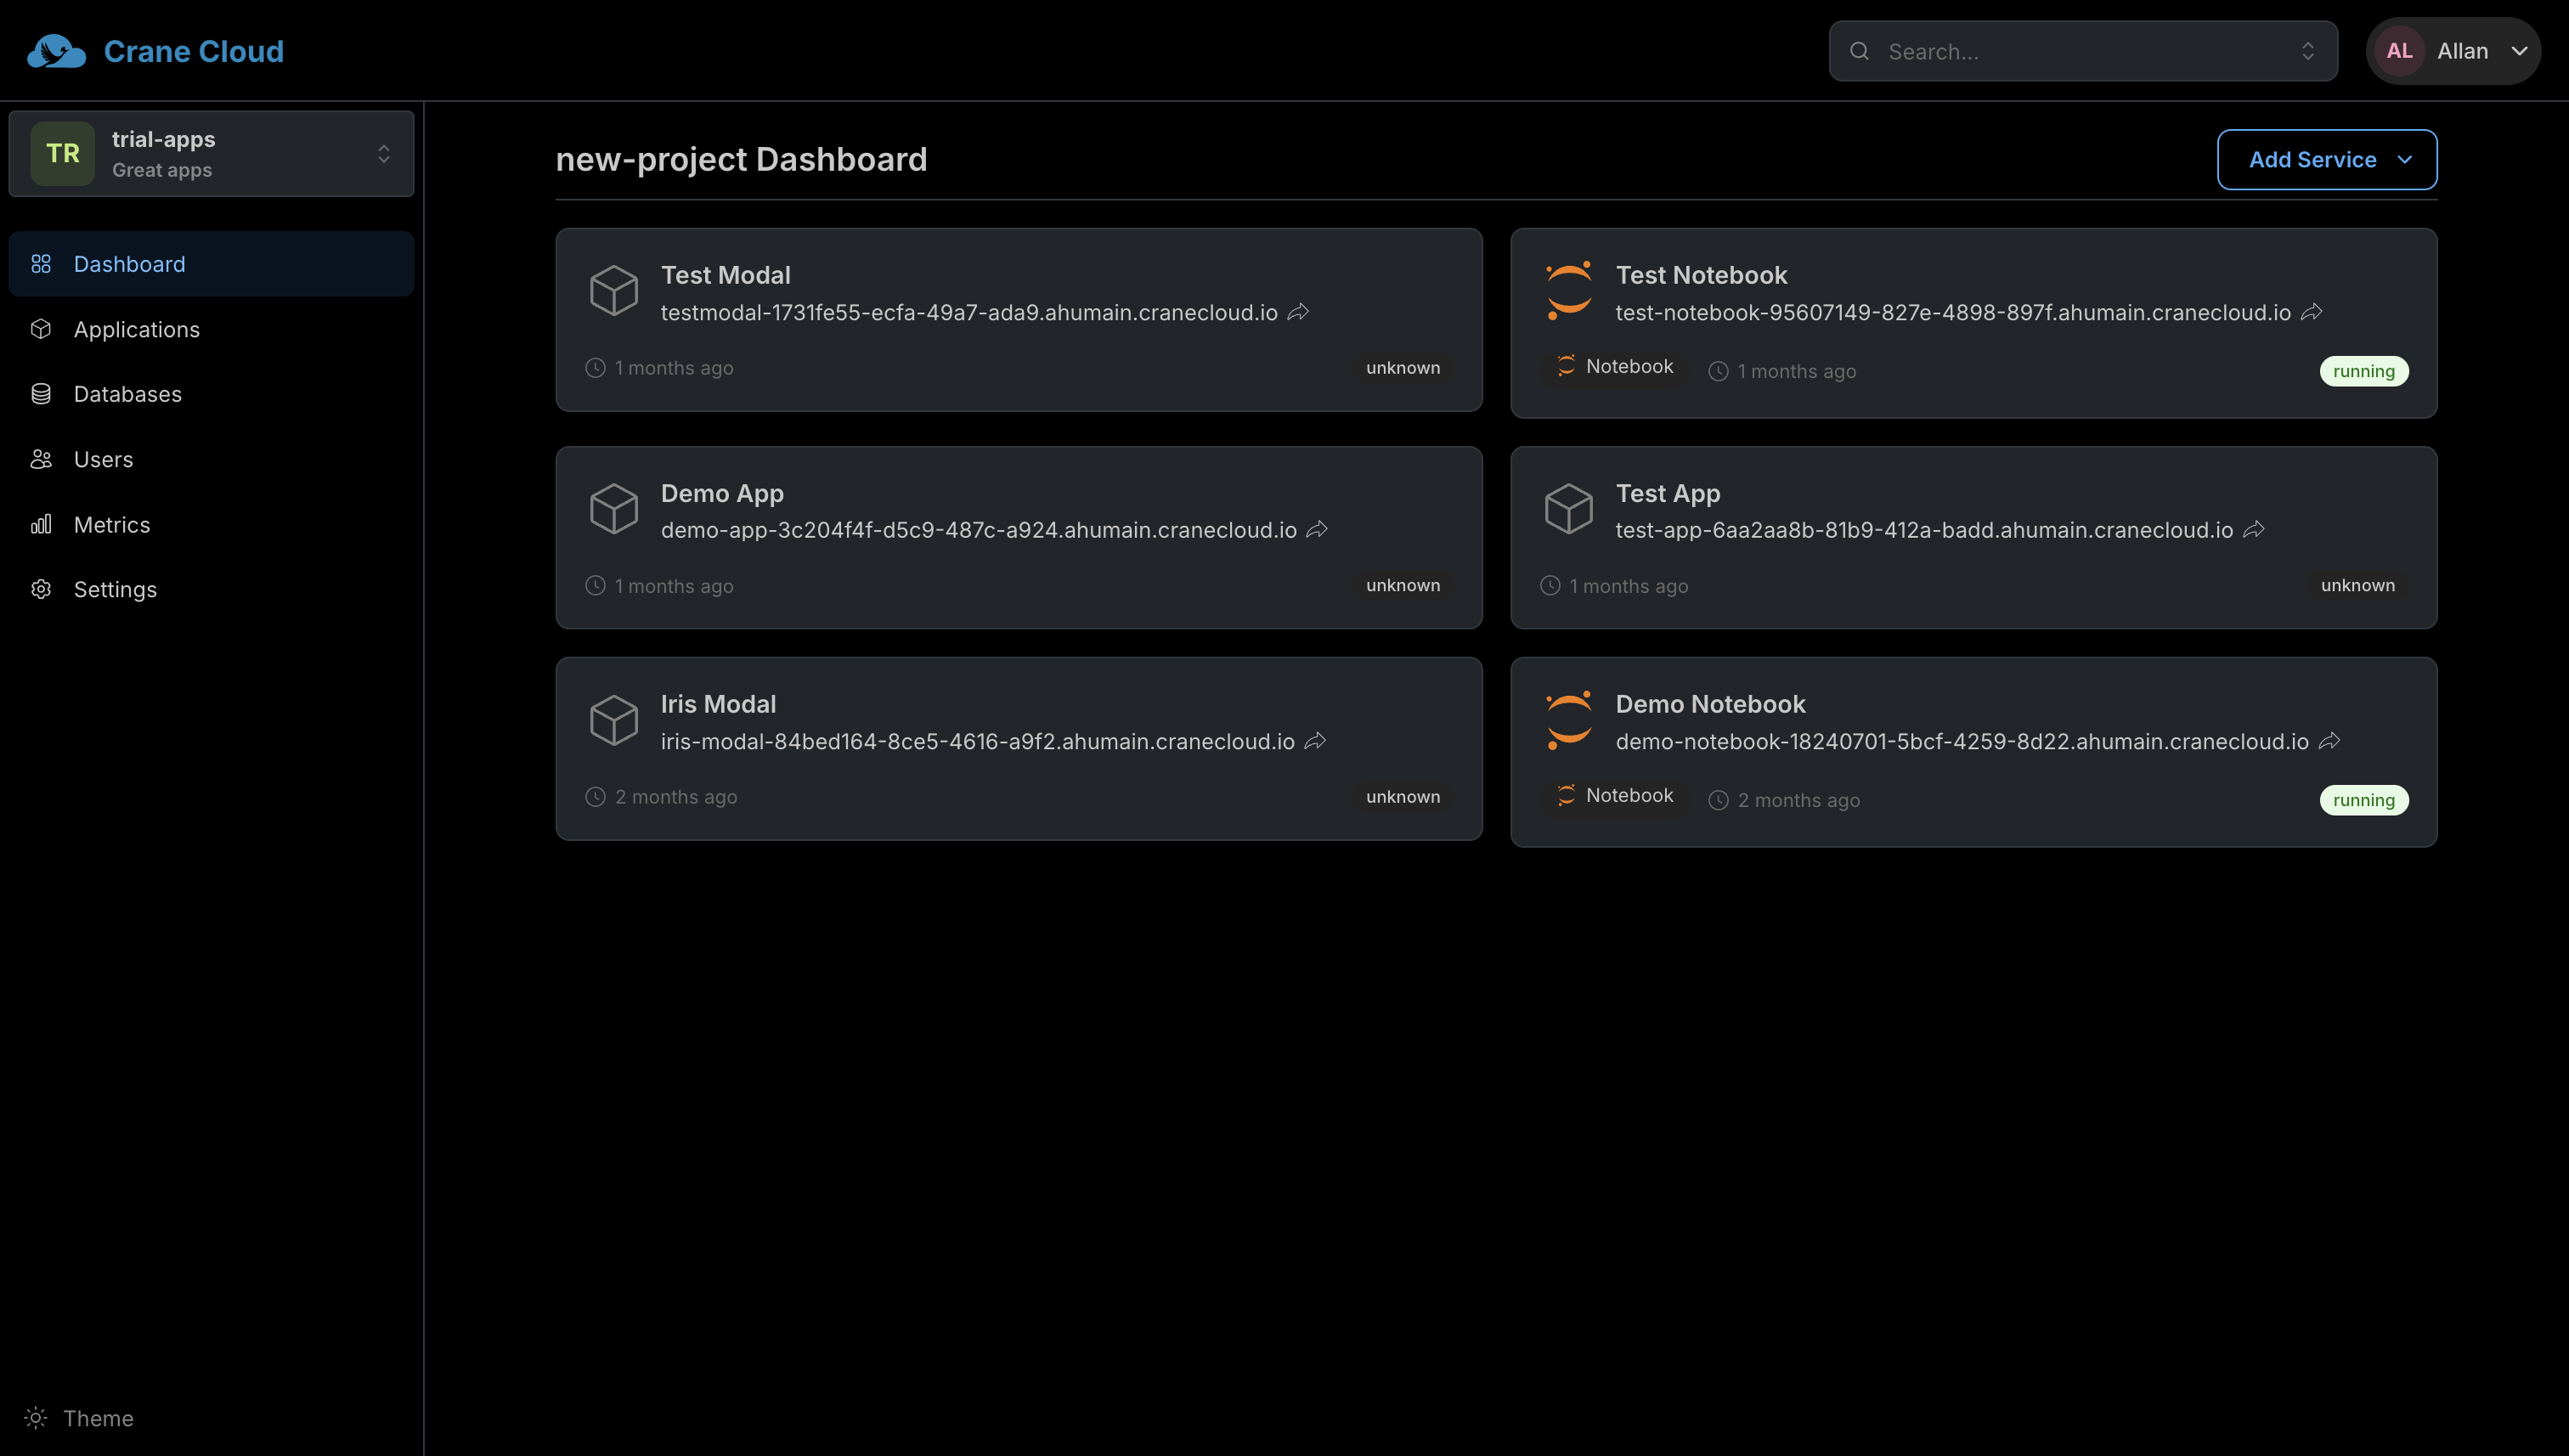 Crane Cloud
Search...
AL Allan
TR
trial-apps
Great apps
Dashboard
Applications
Databases
Users
Metrics
Settings
Theme
new-project Dashboard
Add Service
Test Modal
testmodal-1731fe55-ecfa-49a7-ada9.ahumain.cranecloud.io
1 months ago
unknown
Test Notebook
test-notebook-95607149-827e-4898-897f.ahumain.cranecloud.io
Notebook 1 months ago
running
Demo App
demo-app-3c204f4f-d5c9-487c-a924.ahumain.cranecloud.io
1 months ago
unknown
Test App
test-app-6aa2aa8b-81b9-412a-badd.ahumain.cranecloud.io
1 months ago
unknown
Iris Modal
iris-modal-84bed164-8ce5-4616-a9f2.ahumain.cranecloud.io
2 months ago
unknown
Demo Notebook
demo-notebook-18240701-5bcf-4259-8d22.ahumain.cranecloud.io
Notebook 2 months ago
running